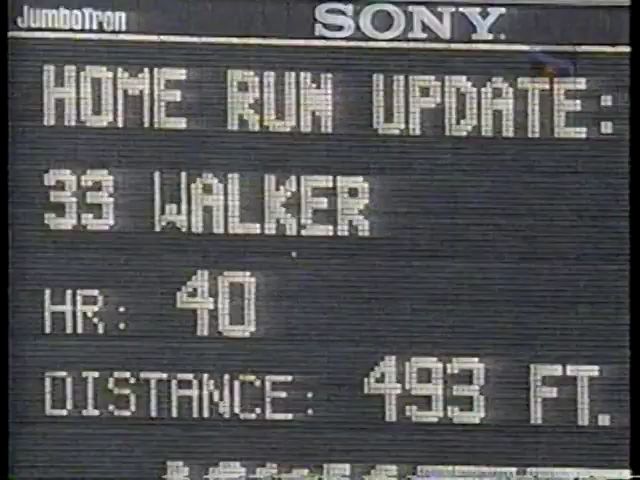 JumboTron SONY
HOME RUN UPDATE:
33 WALKER
HR: 40
DISTANCE: 493 FT.